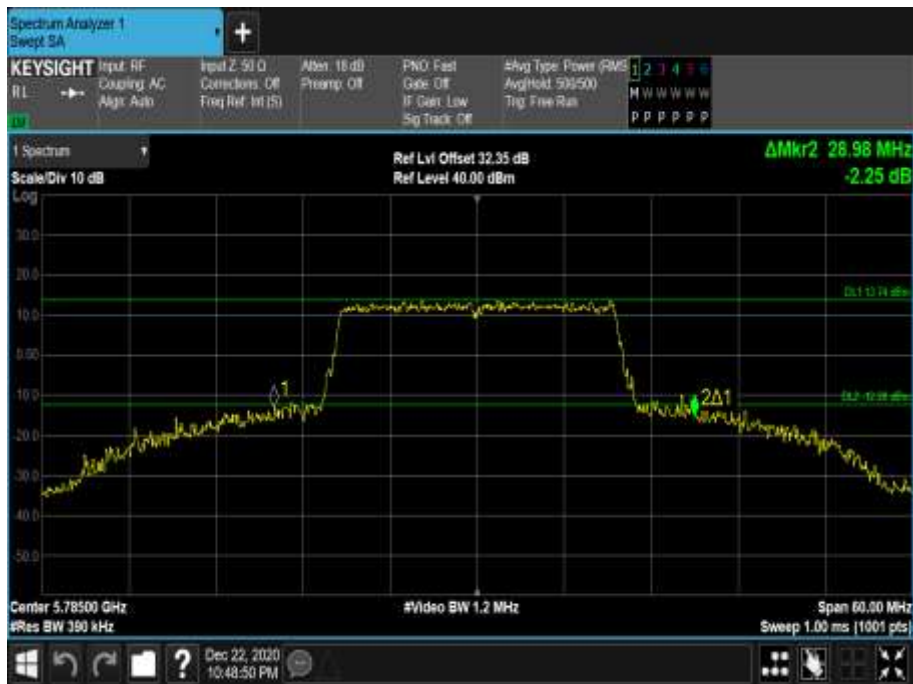 Spectrum Analyzer 1
Swept SA
+
KEYSIGHT Input: RF
Coupling: AC
Align: Auto
Input Z: 50 Ω
Corrections: Off
Freq Ref: Int (S)
Atten: 18 dB
Preamp: Off
PNO: Fast
Gate: Off
IF Gain: Low
Sig Track: Off
#Avg Type: Power (RMS
Avg|Hold: 500/500
Trig: Free Run
1 2 3 4 5 6
M W W W W W
P P P P P P
1 Spectrum
Scale/Div 10 dB
Log
Ref Lvl Offset 32.35 dB
Ref Level 40.00 dBm
ΔMkr2 28.98 MHz
-2.25 dB
30.0
20.0
DL1 13.74 dBm
10.0
0.00
1
2Δ1
-10.0
-20.0
-30.0
-40.0
-50.0
Center 5.78500 GHz
#Res BW 390 kHz
#Video BW 1.2 MHz
Span 60.00 MHz
Sweep 1.00 ms (1001 pts)
?
Dec 22, 2020
10:48:50 PM